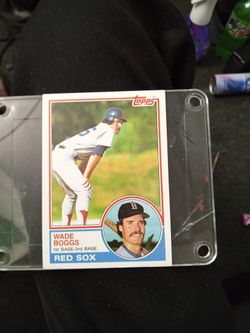 TOPPS
WADE
BOGGS
1st BASE-3rd BASE
RED SOX
B